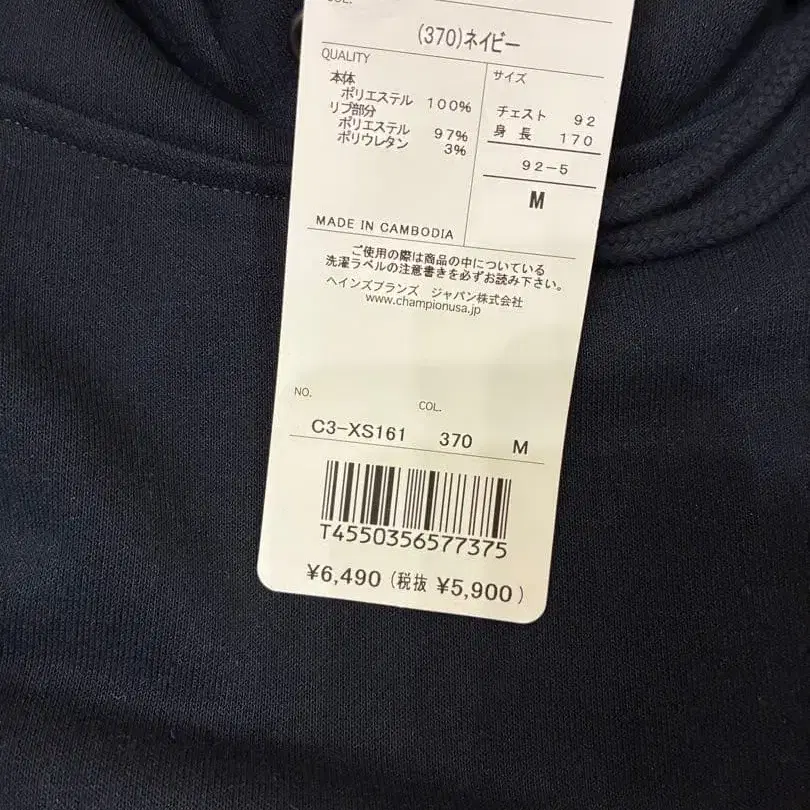 COL.
(370)ネイビー
QUALITY
本体
ポリエステル 100%
リブ部分
ポリエステル 97%
ポリウレタン 3%
サイズ
チェスト 92
身長 170
92-5
M
MADE IN CAMBODIA
ご使用の際は商品の中についている
洗濯ラベルの注意書きを必ずお読み下さい。
ヘインズブランズ ジャパン株式会社
www.championusa.jp
NO. COL.
C3-XS161 370 M
T4550356577375
¥6,490 (税抜 ¥5,900)